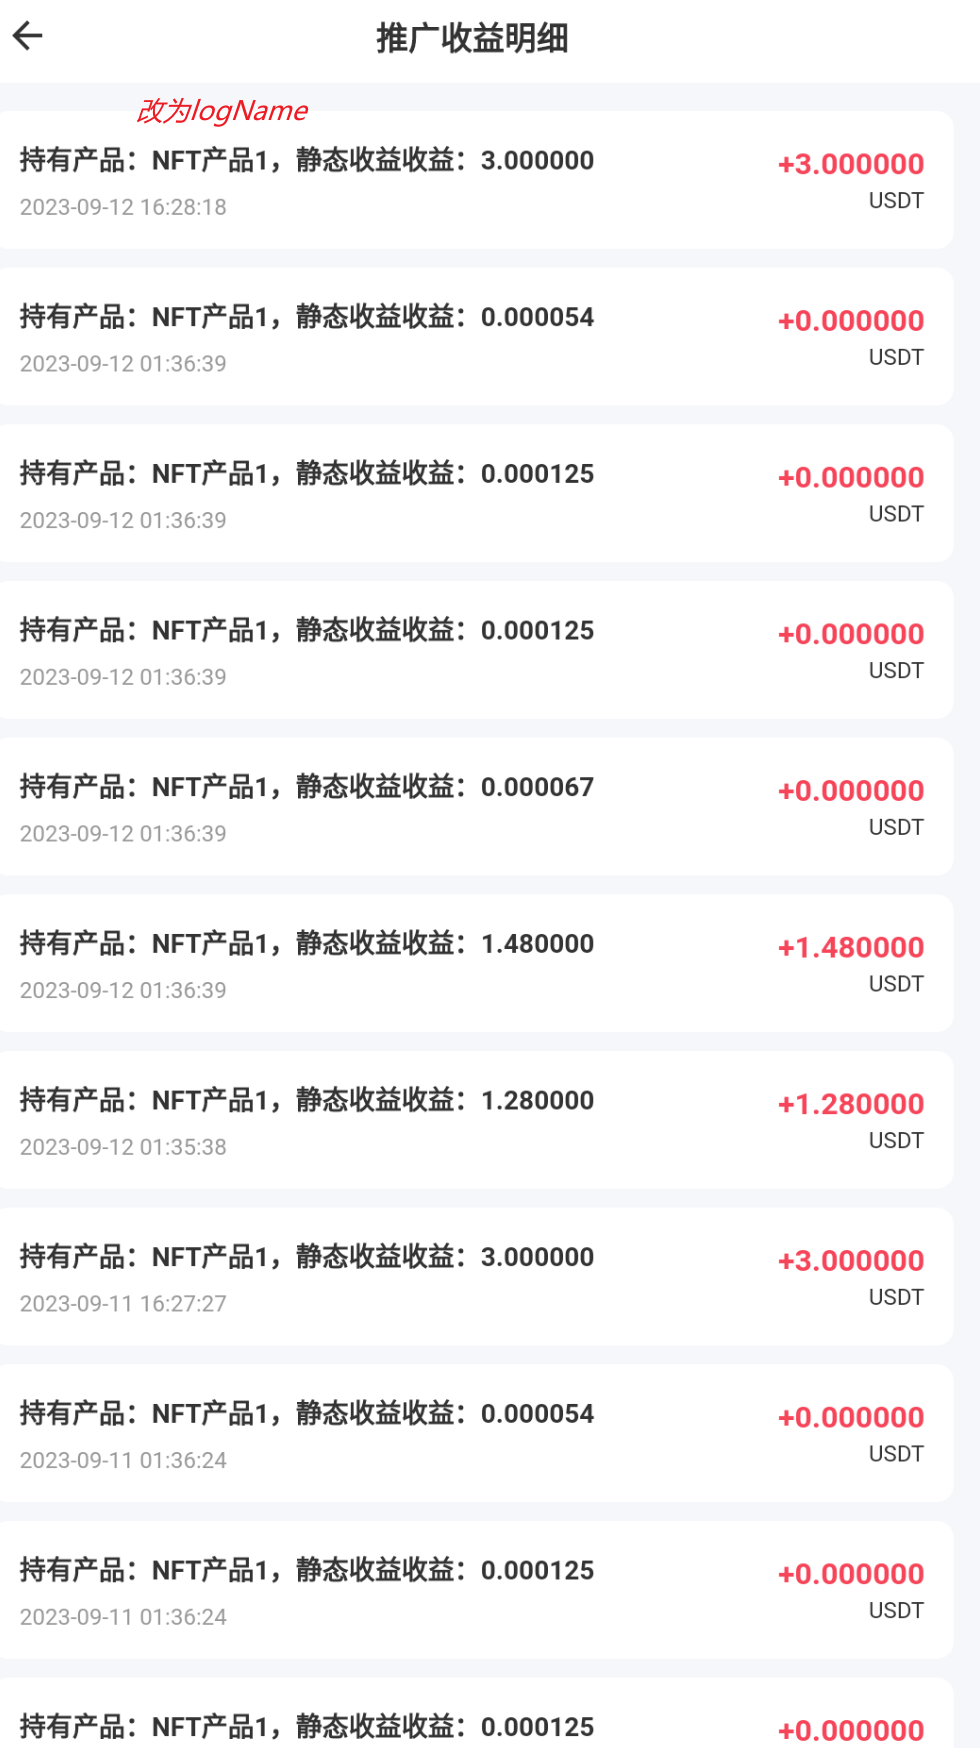 推广收益明细
改为logName
持有产品：NFT产品1，静态收益收益：3.000000
+3.000000
2023-09-12 16:28:18
USDT
持有产品：NFT产品1，静态收益收益：0.000054
+0.000000
2023-09-12 01:36:39
USDT
持有产品：NFT产品1，静态收益收益：0.000125
+0.000000
2023-09-12 01:36:39
USDT
持有产品：NFT产品1，静态收益收益：0.000125
+0.000000
2023-09-12 01:36:39
USDT
持有产品：NFT产品1，静态收益收益：0.000067
+0.000000
2023-09-12 01:36:39
USDT
持有产品：NFT产品1，静态收益收益：1.480000
+1.480000
2023-09-12 01:36:39
USDT
持有产品：NFT产品1，静态收益收益：1.280000
+1.280000
2023-09-12 01:35:38
USDT
持有产品：NFT产品1，静态收益收益：3.000000
+3.000000
2023-09-11 16:27:27
USDT
持有产品：NFT产品1，静态收益收益：0.000054
+0.000000
2023-09-11 01:36:24
USDT
持有产品：NFT产品1，静态收益收益：0.000125
+0.000000
2023-09-11 01:36:24
USDT
持有产品：NFT产品1，静态收益收益：0.000125
+0.000000